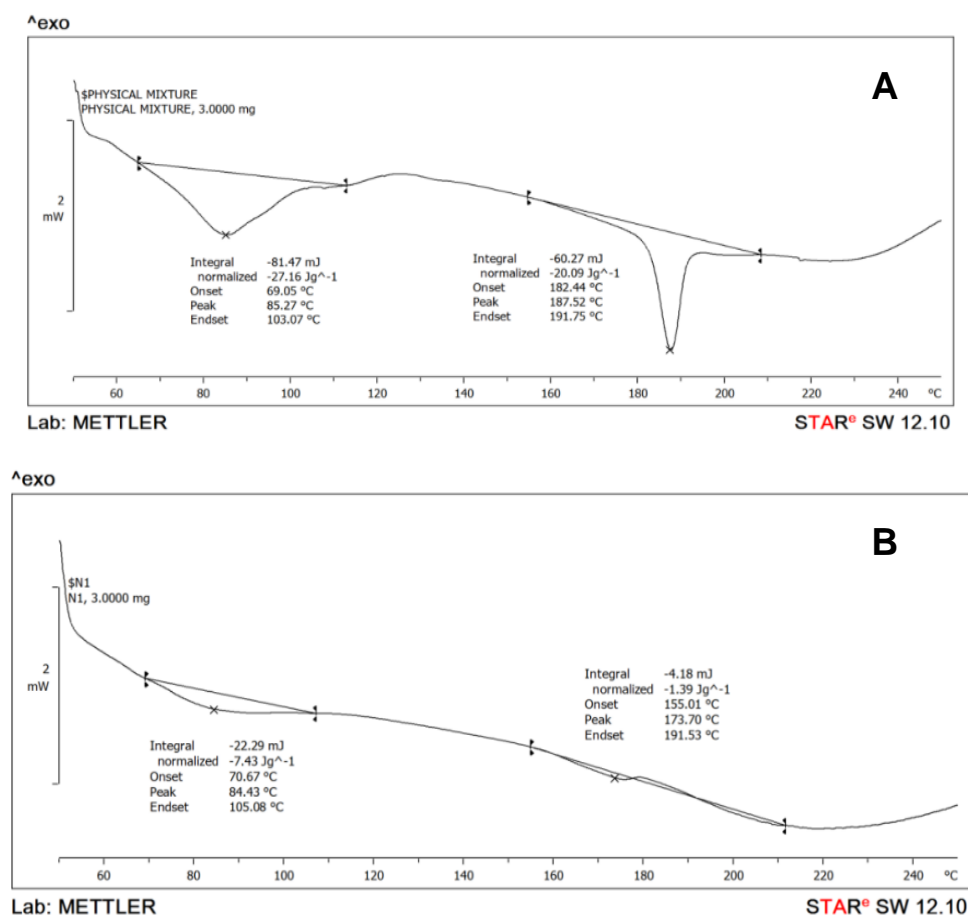 ^exo
A
$PHYSICAL MIXTURE
PHYSICAL MIXTURE, 3.0000 mg
2
mW
Integral -81.47 mJ
normalized -27.16 Jg^-1
Onset 69.05 °C
Peak 85.27 °C
Endset 103.07 °C
Integral -60.27 mJ
normalized -20.09 Jg^-1
Onset 182.44 °C
Peak 187.52 °C
Endset 191.75 °C
60 80 100 120 140 160 180 200 220 240 °C
Lab: METTLER STARe SW 12.10
^exo
B
$N1
N1, 3.0000 mg
2
mW
Integral -4.18 mJ
normalized -1.39 Jg^-1
Onset 155.01 °C
Peak 173.70 °C
Endset 191.53 °C
Integral -22.29 mJ
normalized -7.43 Jg^-1
Onset 70.67 °C
Peak 84.43 °C
Endset 105.08 °C
60 80 100 120 140 160 180 200 220 240 °C
Lab: METTLER STARe SW 12.10